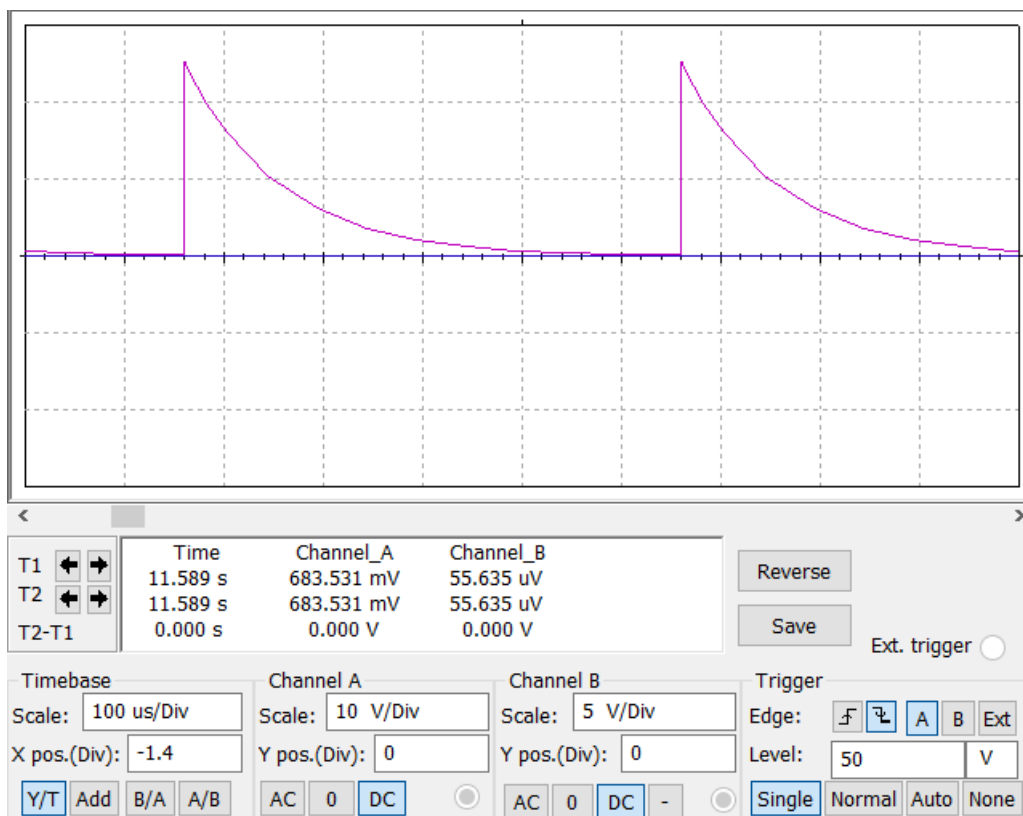 Time Channel_A Channel_B
T1 11.589 s 683.531 mV 55.635 uV
T2 11.589 s 683.531 mV 55.635 uV
T2-T1 0.000 s 0.000 V 0.000 V
Reverse
Save
Ext. trigger
Timebase
Scale: 100 us/Div
X pos.(Div): -1.4
Y/T Add B/A A/B
Channel A
Scale: 10 V/Div
Y pos.(Div): 0
AC 0 DC
Channel B
Scale: 5 V/Div
Y pos.(Div): 0
AC 0 DC -
Trigger
Edge: A B Ext
Level: 50 V
Single Normal Auto None